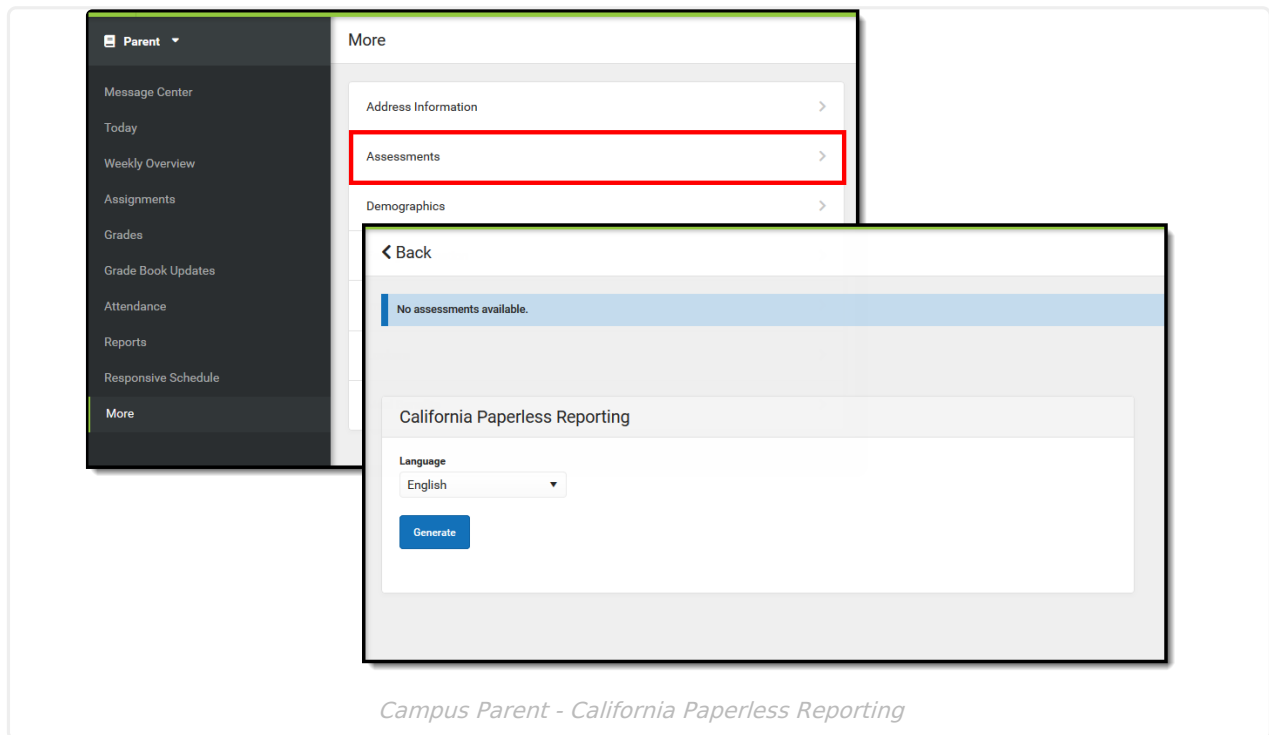 Parent
Message Center
Today
Weekly Overview
Assignments
Grades
Grade Book Updates
Attendance
Reports
Responsive Schedule
More
More
Address Information
Assessments
Demographics
Back
No assessments available.
California Paperless Reporting
Language
English
Generate
Campus Parent - California Paperless Reporting